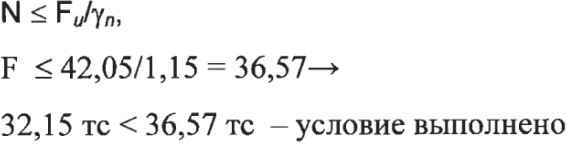 N ≤ Fu/γn,
F ≤ 42,05/1,15 = 36,57→
32,15 тс < 36,57 тс – условие выполнено